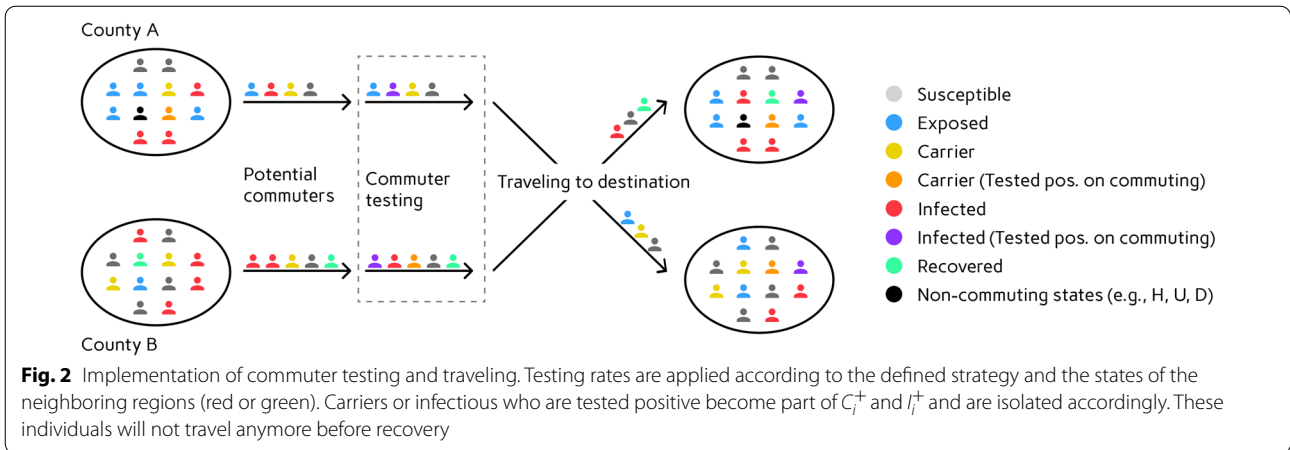 County A
Potential
commuters
Commuter
testing
Traveling to destination
County B
Susceptible
Exposed
Carrier
Carrier (Tested pos. on commuting)
Infected
Infected (Tested pos. on commuting)
Recovered
Non-commuting states (e.g., H, U, D)
Fig. 2 Implementation of commuter testing and traveling. Testing rates are applied according to the defined strategy and the states of the
neighboring regions (red or green). Carriers or infectious who are tested positive become part of C_i^+ and I_i^+ and are isolated accordingly. These
individuals will not travel anymore before recovery